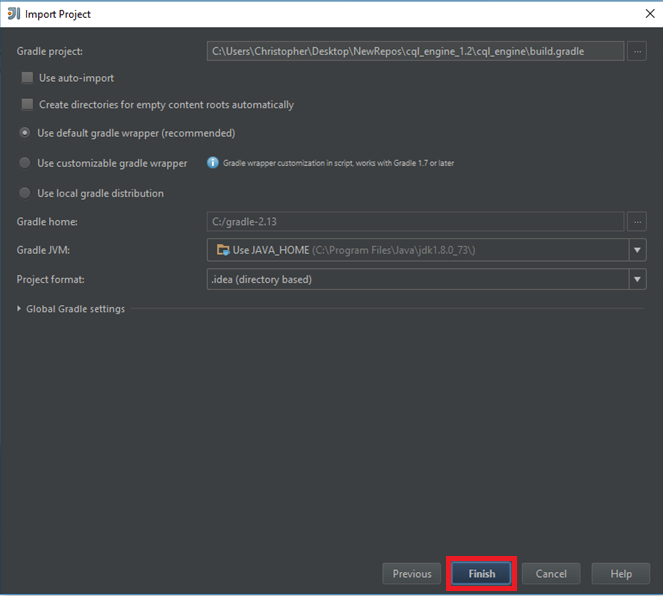 Import Project
Gradle project: C:\Users\Christopher\Desktop\NewRepos\cql_engine_1.2\cql_engine\build.gradle ...
Use auto-import
Create directories for empty content roots automatically
Use default gradle wrapper (recommended)
Use customizable gradle wrapper Gradle wrapper customization in script, works with Gradle 1.7 or later
Use local gradle distribution
Gradle home: C:/gradle-2.13 ...
Gradle JVM: Use JAVA_HOME (C:\Program Files\Java\jdk1.8.0_73\)
Project format: .idea (directory based)
Global Gradle settings
Previous Finish Cancel Help